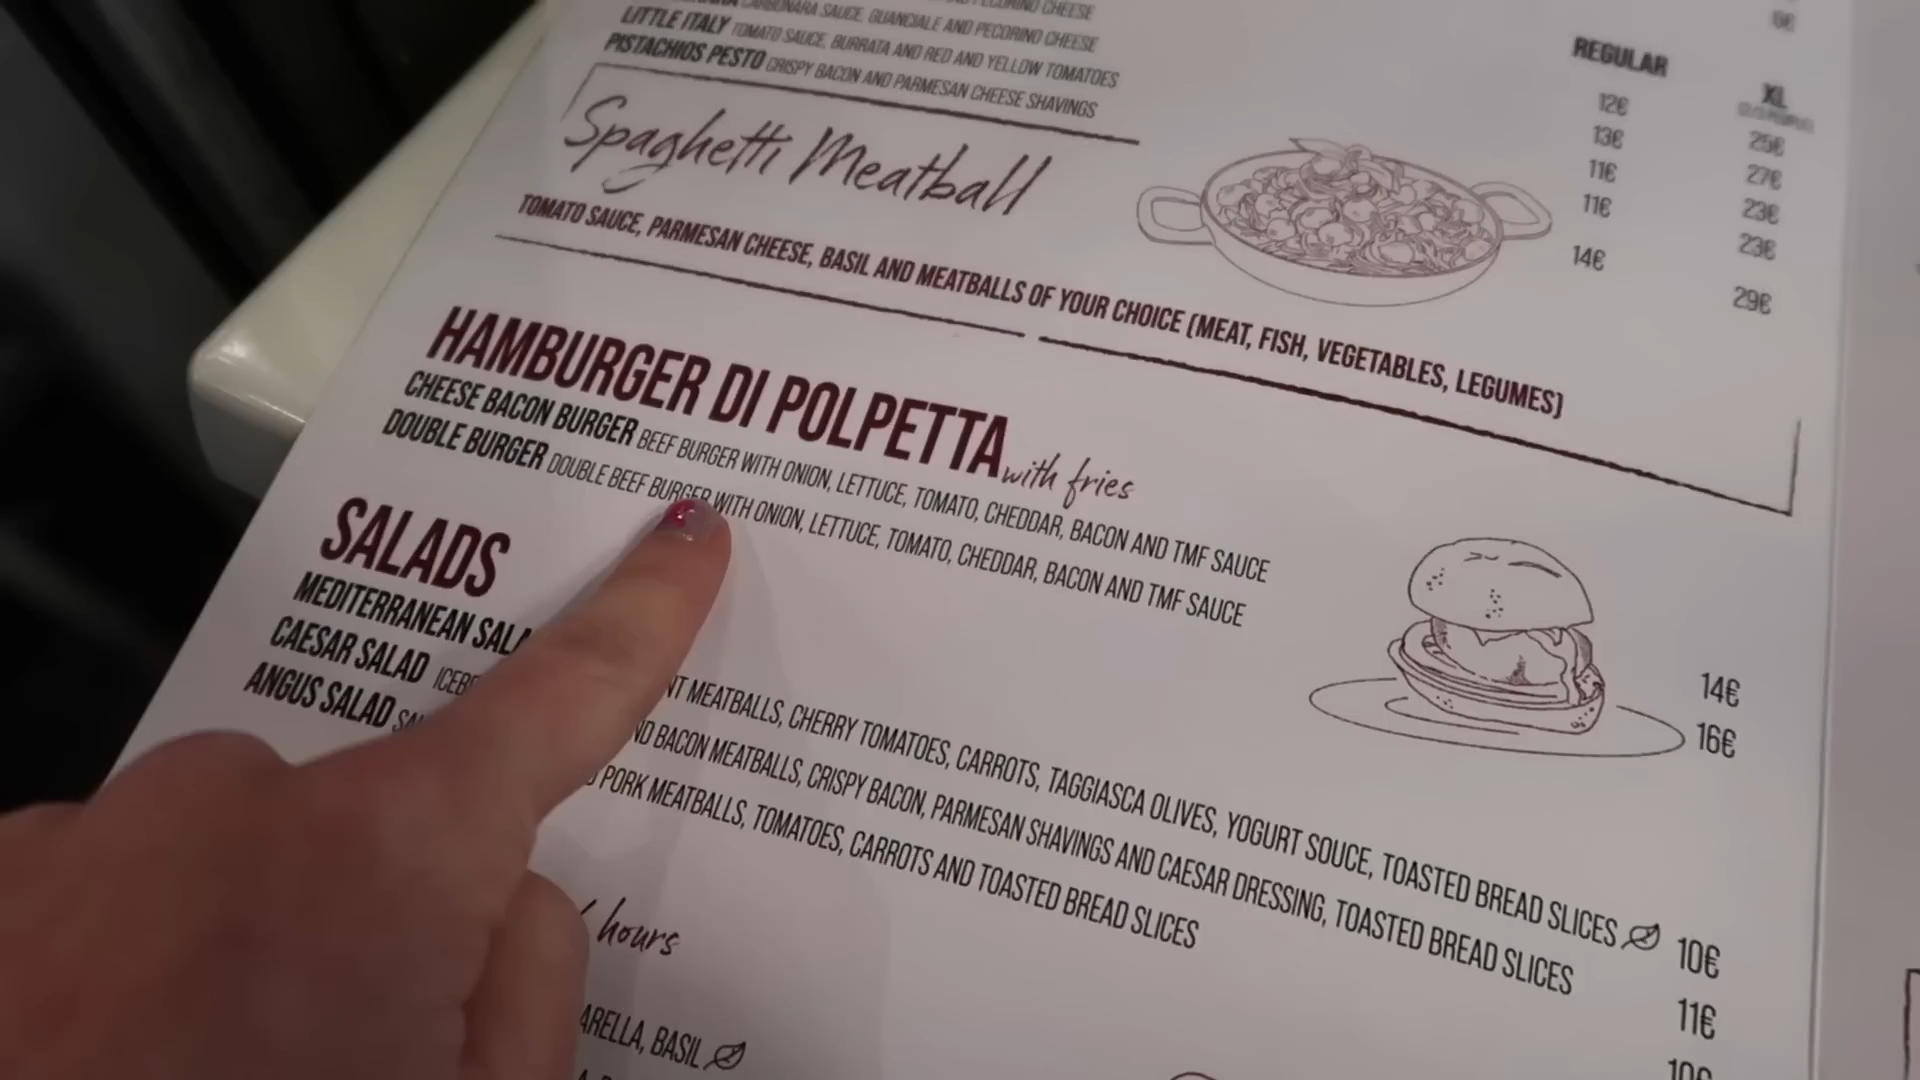 CARBONARA SAUCE, GUANCIALE AND PECORINO CHEESE
LITTLE ITALY TOMATO SAUCE, BURRATA AND RED AND YELLOW TOMATOES
PISTACHIOS PESTO CRISPY BACON AND PARMESAN CHEESE SHAVINGS
6€
REGULAR XL
12€ 25€
13€ 27€
11€ 23€
11€ 23€
14€ 29€
Spaghetti Meatball
TOMATO SAUCE, PARMESAN CHEESE, BASIL AND MEATBALLS OF YOUR CHOICE (MEAT, FISH, VEGETABLES, LEGUMES)
HAMBURGER DI POLPETTA with fries
CHEESE BACON BURGER BEEF BURGER WITH ONION, LETTUCE, TOMATO, CHEDDAR, BACON AND TMF SAUCE 14€
DOUBLE BURGER DOUBLE BEEF BURGER WITH ONION, LETTUCE, TOMATO, CHEDDAR, BACON AND TMF SAUCE 16€
SALADS
MEDITERRANEAN SALA NT MEATBALLS, CHERRY TOMATOES, CARROTS, TAGGIASCA OLIVES, YOGURT SOUCE, TOASTED BREAD SLICES 10€
CAESAR SALAD ICEB ND BACON MEATBALLS, CRISPY BACON, PARMESAN SHAVINGS AND CAESAR DRESSING, TOASTED BREAD SLICES 11€
ANGUS SALAD PORK MEATBALLS, TOMATOES, CARROTS AND TOASTED BREAD SLICES
hours
ARELLA, BASIL